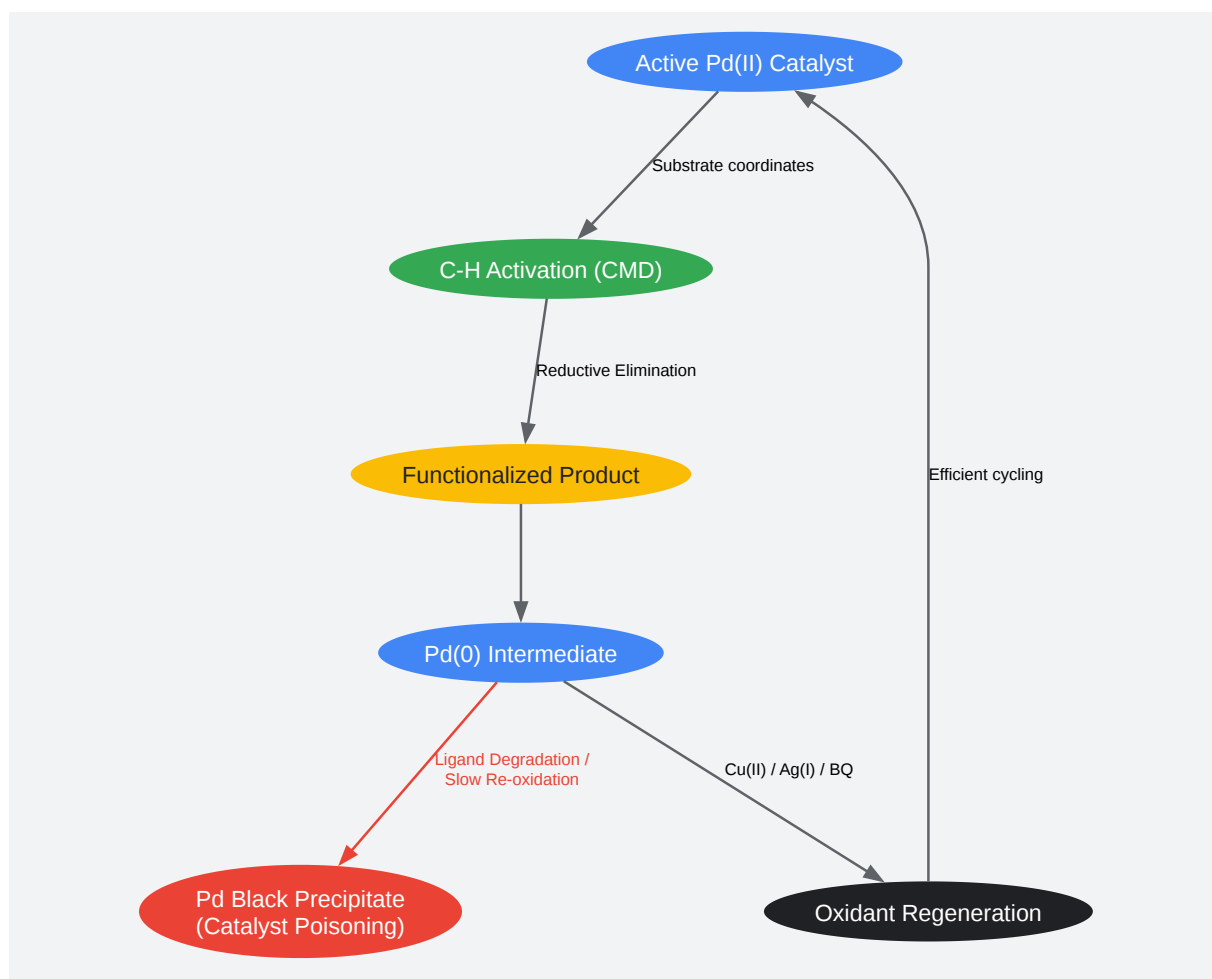 Active Pd(II) Catalyst
Substrate coordinates
C-H Activation (CMD)
Reductive Elimination
Functionalized Product
Efficient cycling
Pd(0) Intermediate
Ligand Degradation /
Slow Re-oxidation
Cu(II) / Ag(I) / BQ
Pd Black Precipitate
(Catalyst Poisoning)
Oxidant Regeneration